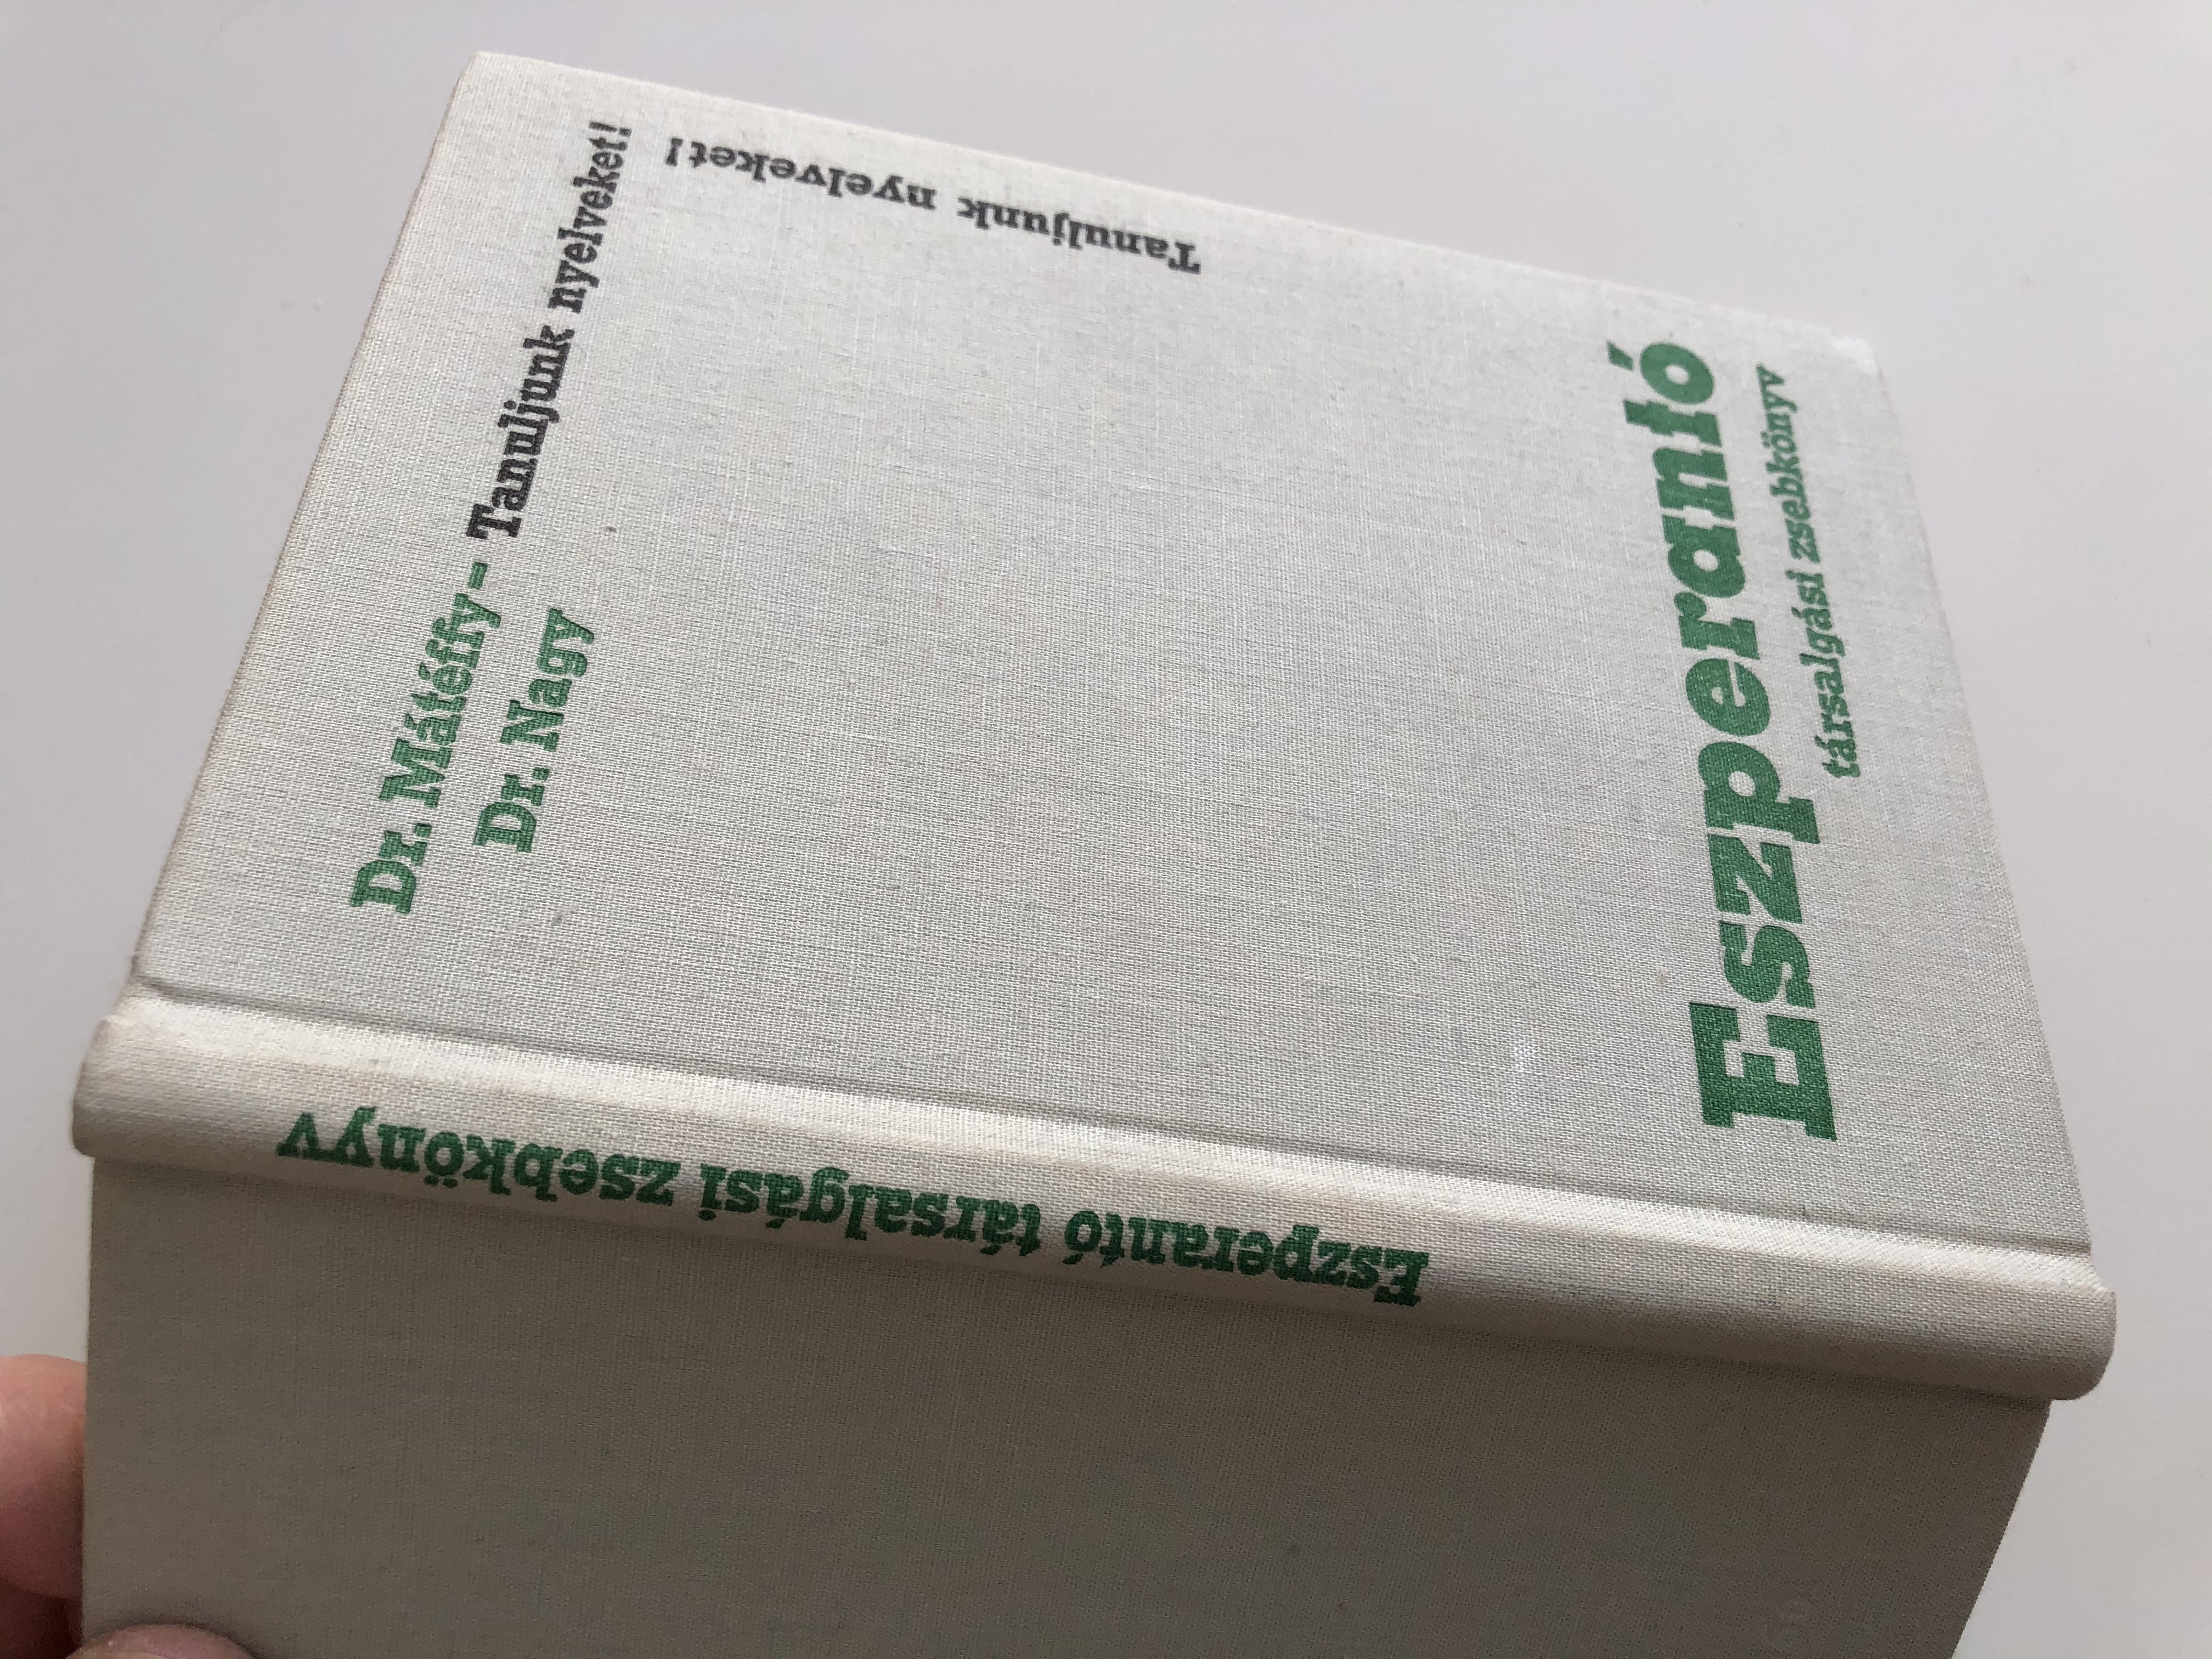 Dr. Mátéffy- Tanuljunk nyelveket!
Dr. Nagy
Tanuljunk nyelveket!
Eszperantó
társalgási zsebkönyv
Eszperantó társalgási zsebkönyv